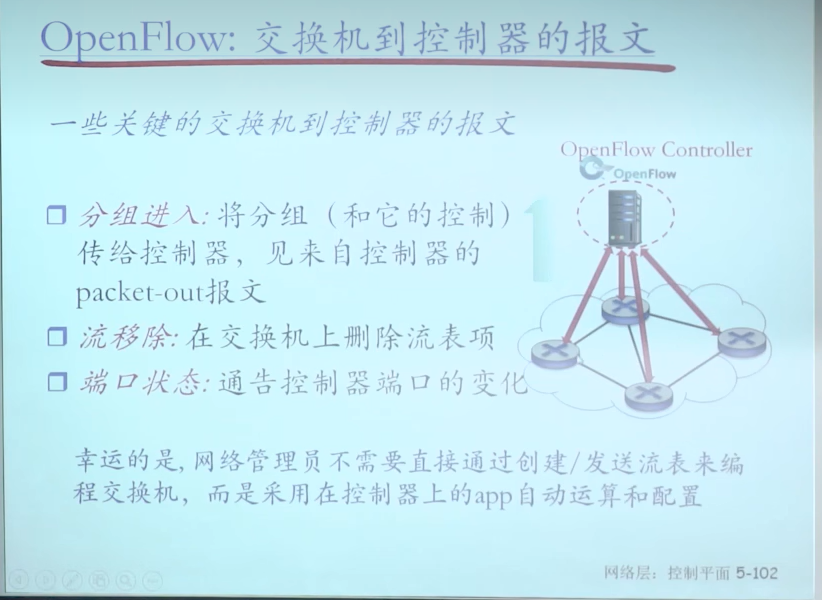 OpenFlow: 交换机到控制器的报文
一些关键的交换机到控制器的报文
OpenFlow Controller
OpenFlow
分组进入: 将分组（和它的控制）
传给控制器，见来自控制器的
packet-out报文
流移除: 在交换机上删除流表项
端口状态: 通告控制器端口的变化
幸运的是, 网络管理员不需要直接通过创建/发送流表来编
程交换机，而是采用在控制器上的app自动运算和配置
网络层：控制平面 5-102